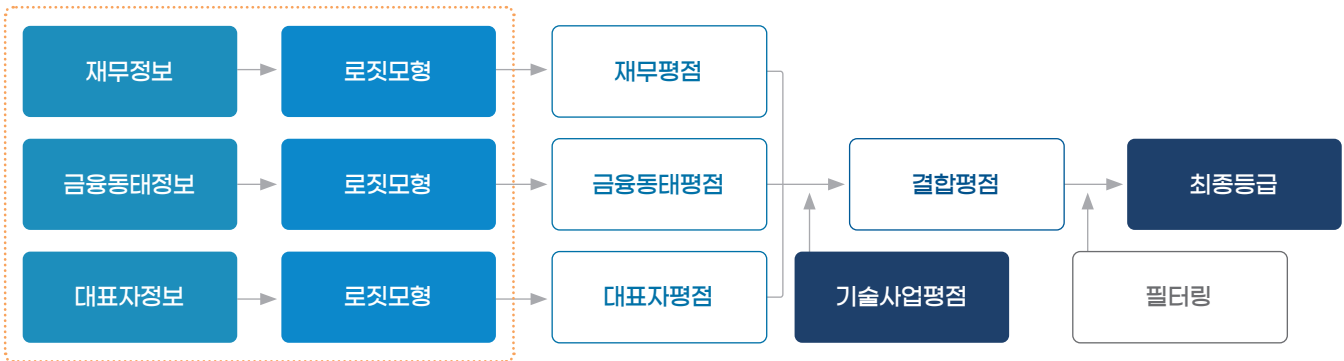 재무정보
로짓모형
재무평점
금융동태정보
로짓모형
금융동태평점
결합평점
최종등급
대표자정보
로짓모형
대표자평점
기술사업평점
필터링